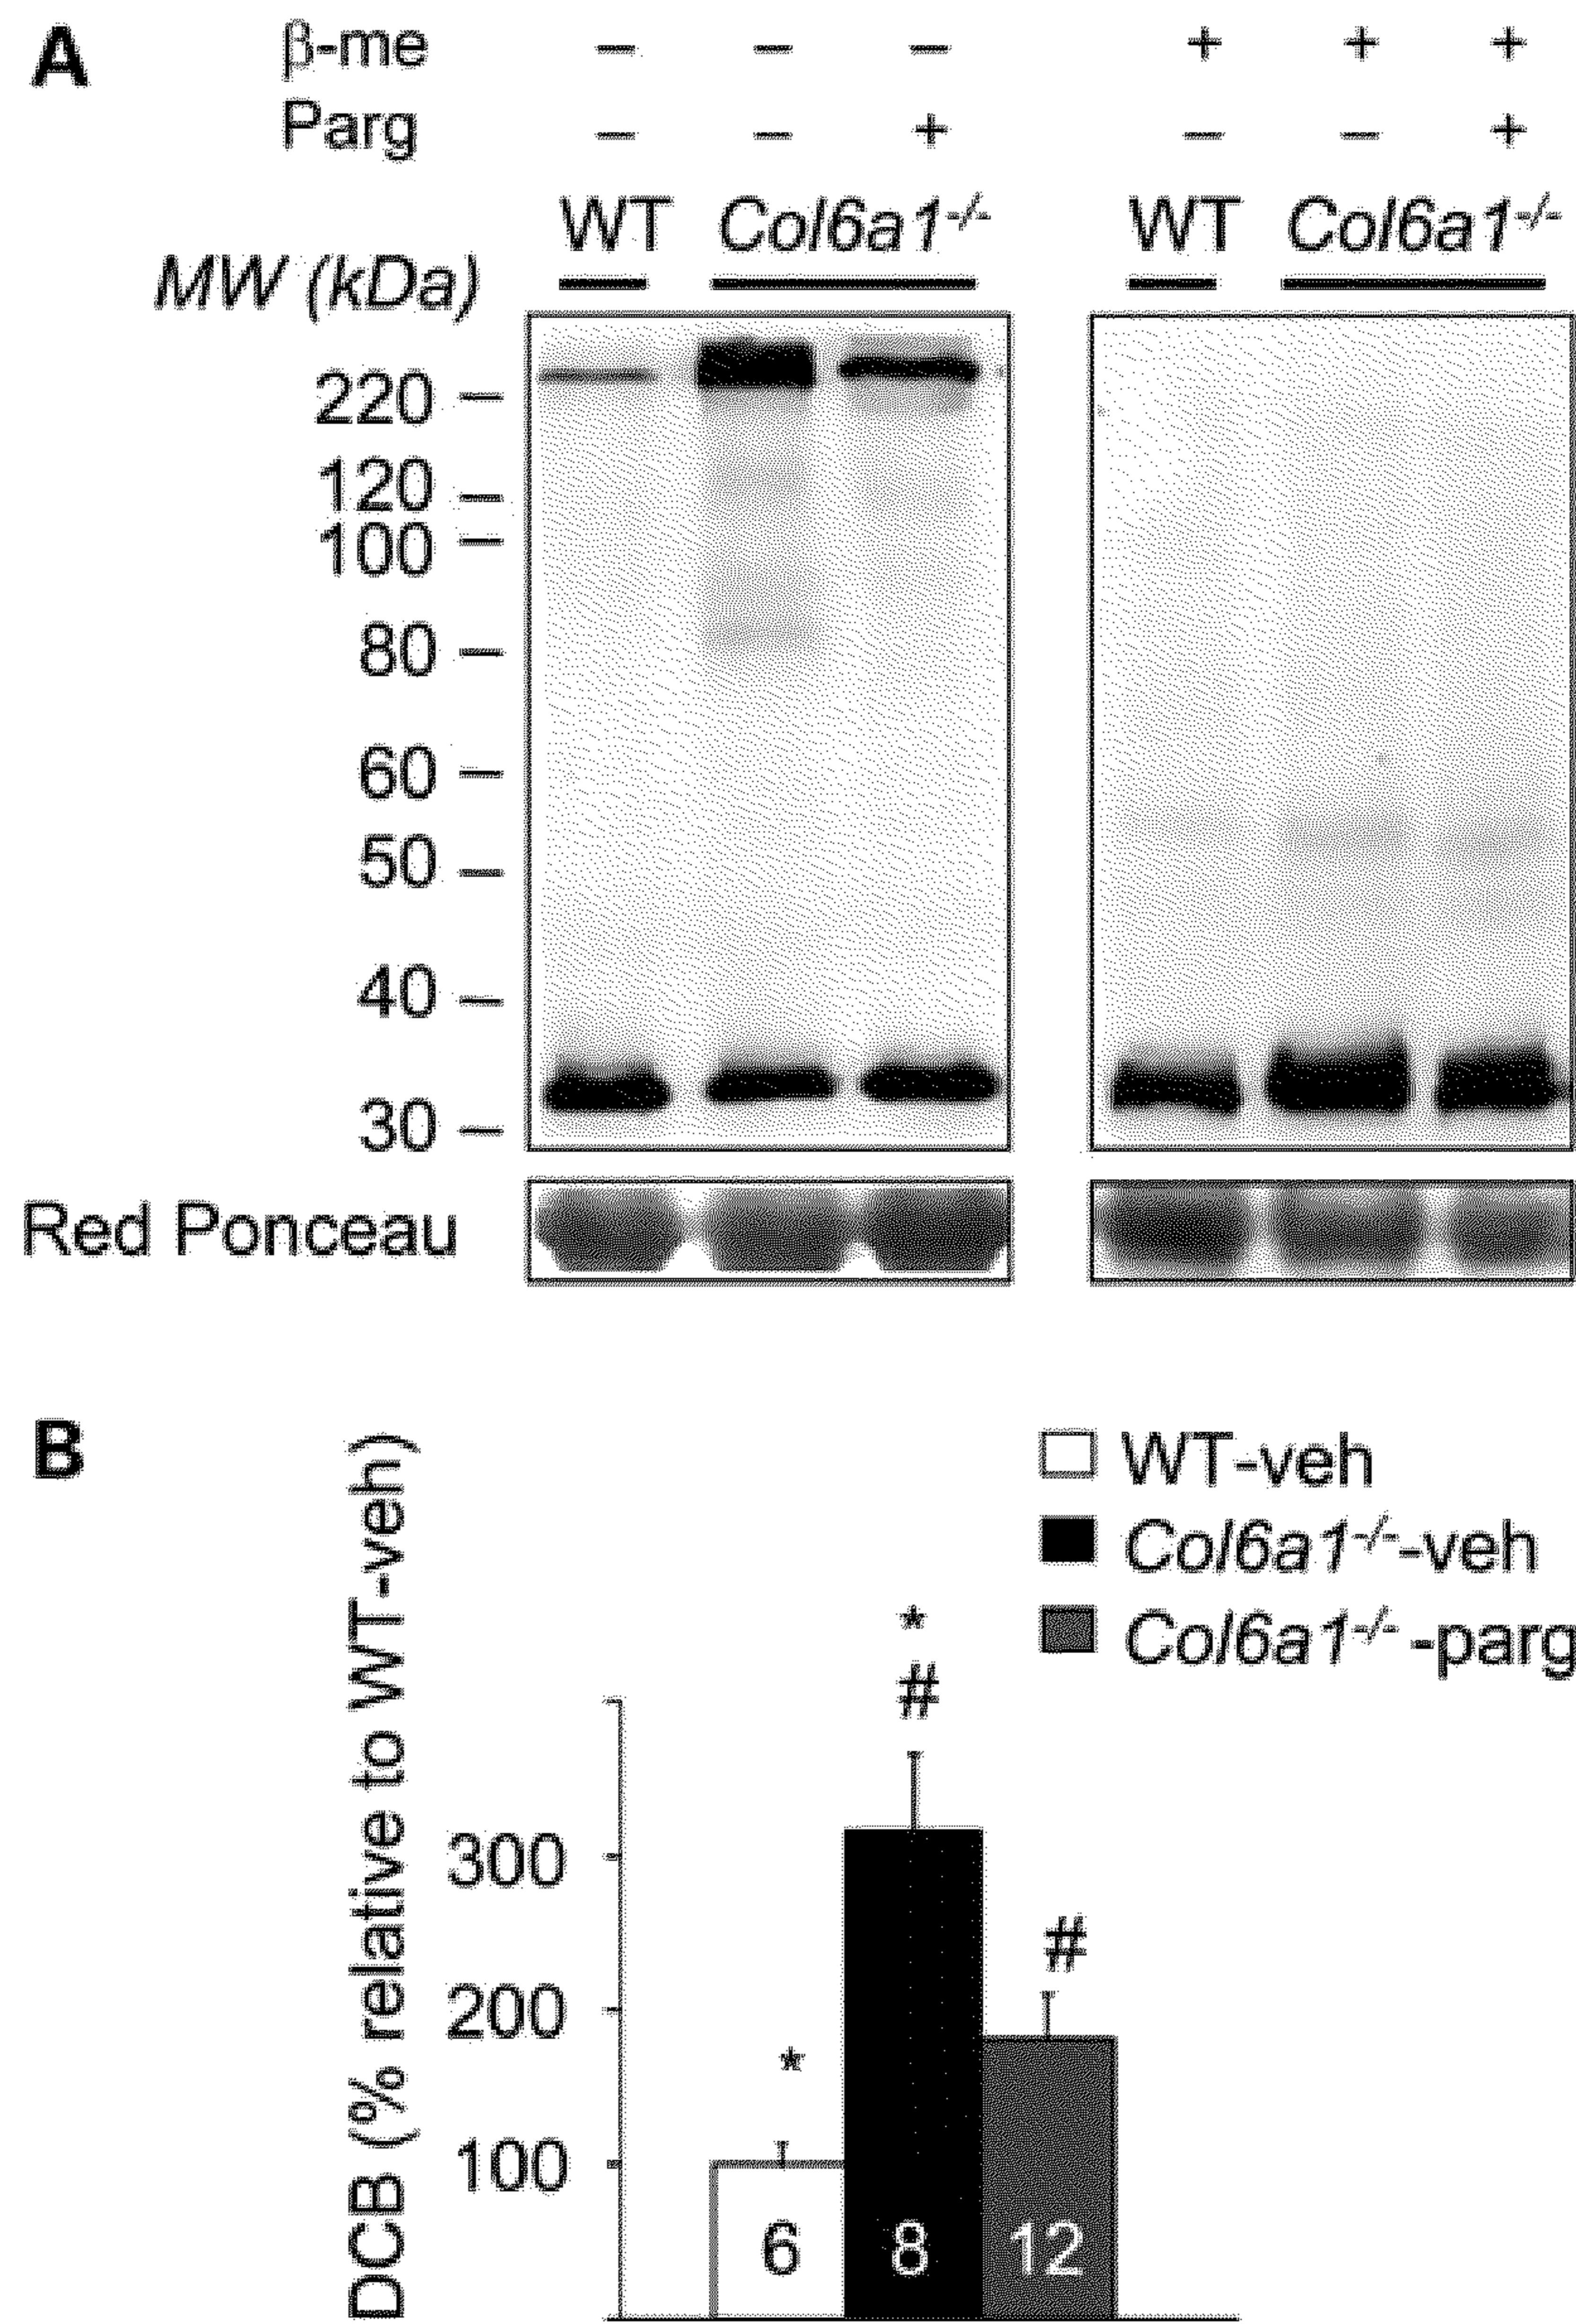 A
β-me – – – + + +
Parg – – + – – +
WT Col6a1-/- WT Col6a1-/-
MW (kDa)
220
120
100
80
60
50
40
30
Red Ponceau
B
DCB (% relative to WT-veh)
WT-veh
Col6a1-/--veh
Col6a1-/- -parg
*
#
300
#
200
*
100
6 8 12